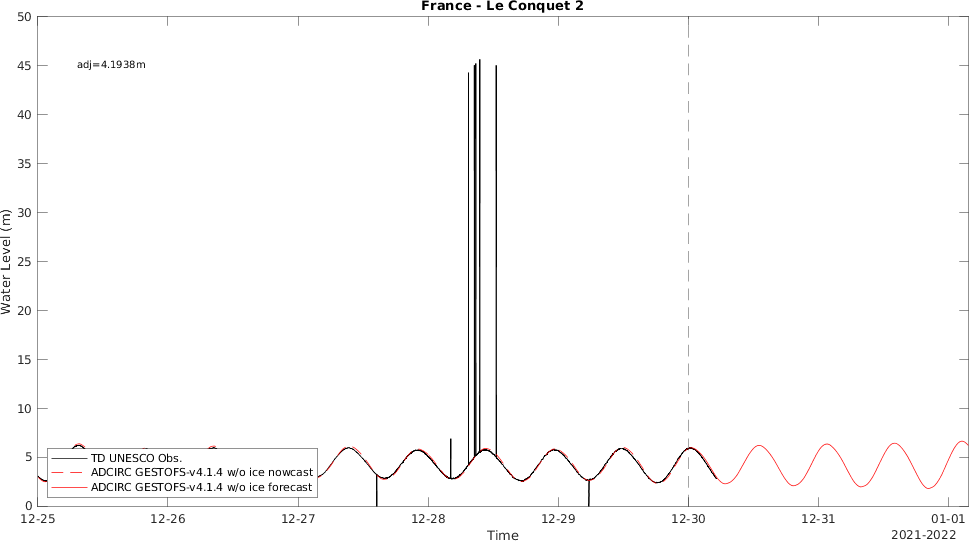 France - Le Conquet 2
50
45
40
35
30
25
20
15
10
5
0
Water Level (m)
adj=4.1938m
TD UNESCO Obs.
ADCIRC GESTOFS-v4.1.4 w/o ice nowcast
ADCIRC GESTOFS-v4.1.4 w/o ice forecast
12-25 12-26 12-27 12-28 12-29 12-30 12-31 01-01
Time
2021-2022